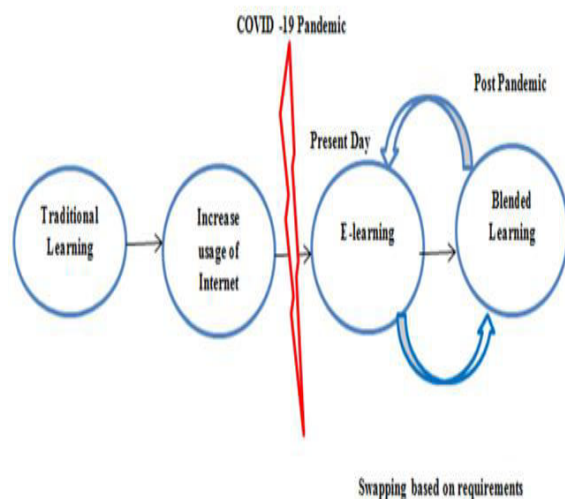 COVID -19 Pandemic
Post Pandemic
Present Day
Traditional
Learning
Increase
usage of
Internet
E-learning
Blended
Learning
Swapping based on requirements